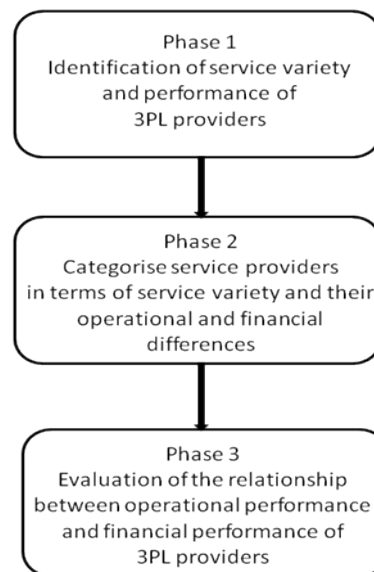 Phase 1
Identification of service variety
and performance of
3PL providers
Phase 2
Categorise service providers
in terms of service variety and their
operational and financial
differences
Phase 3
Evaluation of the relationship
between operational performance
and financial performance of
3PL providers